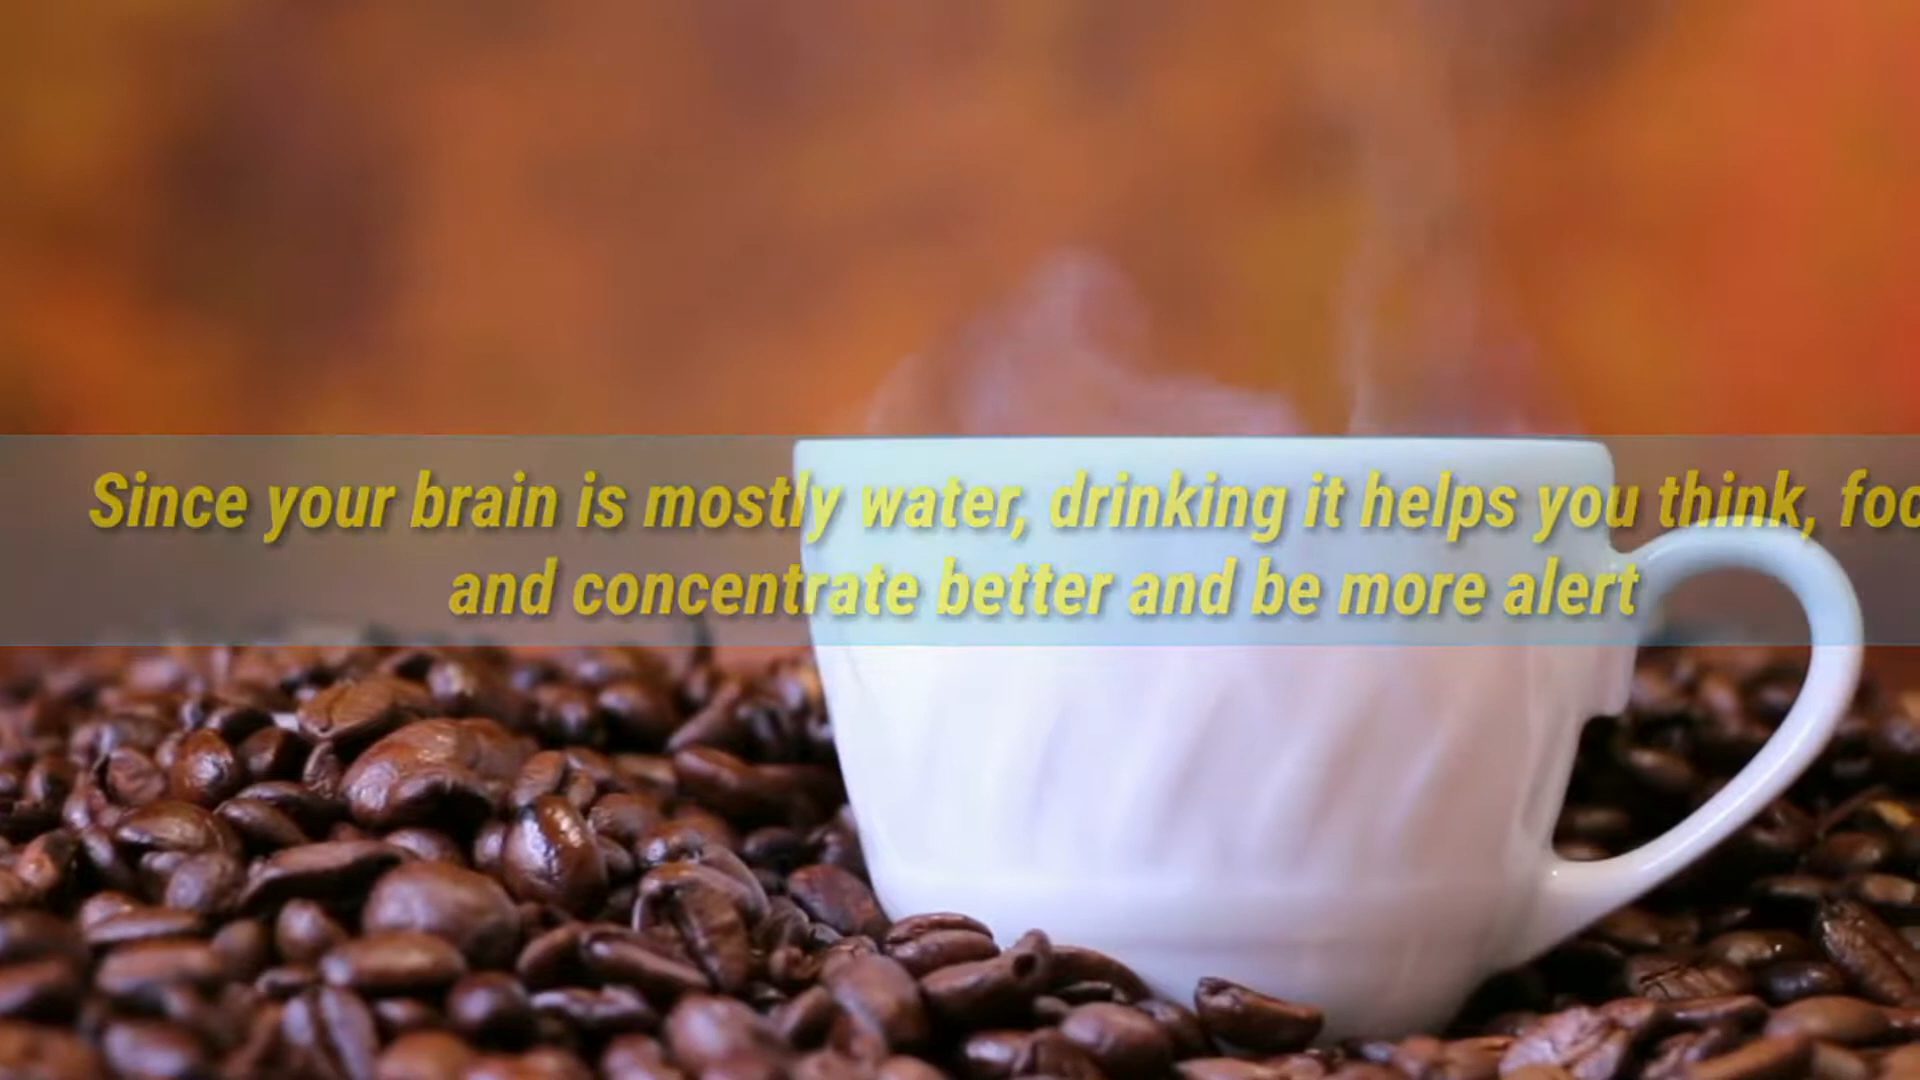 Since your brain is mostly water, drinking it helps you think,
and concentrate better and be more alert